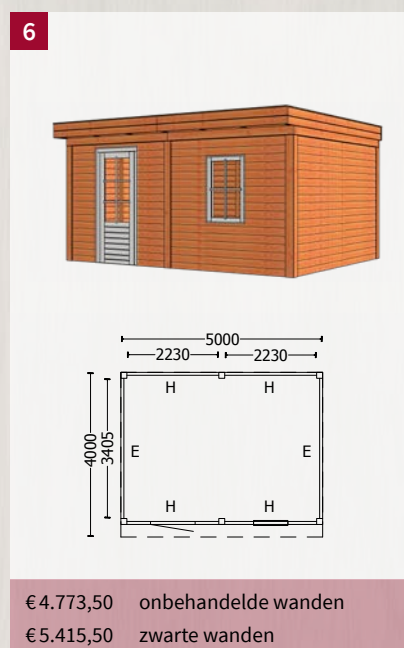 6
5000
2230 2230
H H
4000 3405 E E
H H
€ 4.773,50 onbehandelde wanden
€ 5.415,50 zwarte wanden